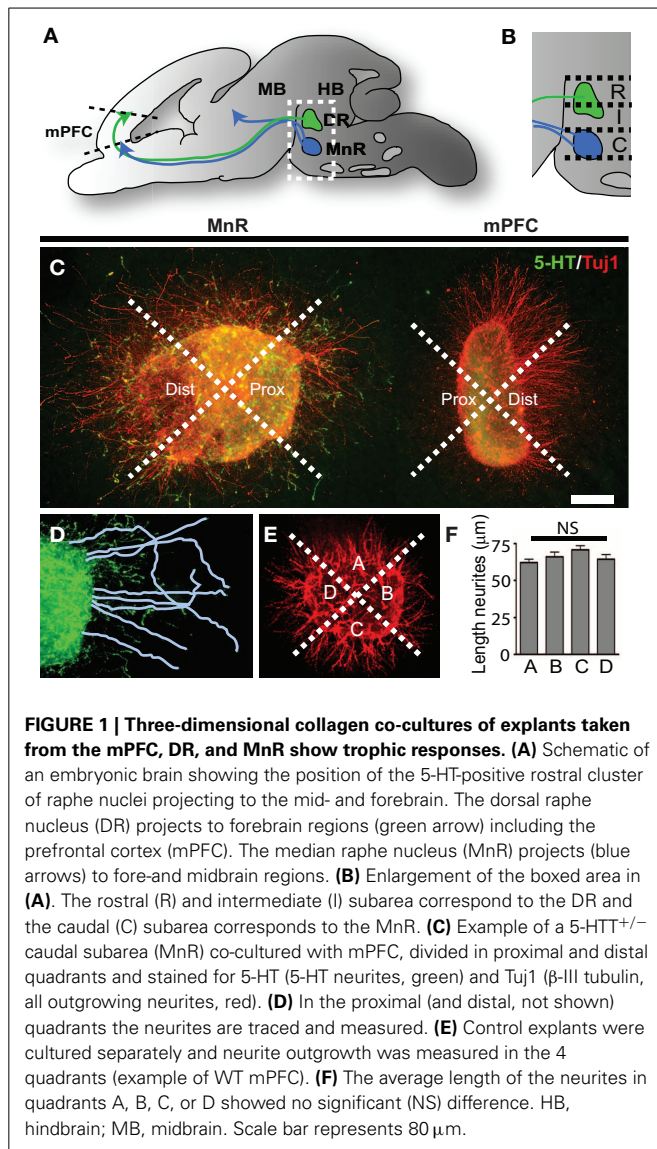 A
B
MB
HB
mPFC
DR
MnR
R
I
C
MnR
mPFC
C
5-HT/Tuj1
Dist
Prox
Prox
Dist
D
E
A
D
B
C
F
NS
Length neurites (μm)
75
50
25
0
A B C D
FIGURE 1 | Three-dimensional collagen co-cultures of explants taken
from the mPFC, DR, and MnR show trophic responses. (A) Schematic of
an embryonic brain showing the position of the 5-HT-positive rostral cluster
of raphe nuclei projecting to the mid- and forebrain. The dorsal raphe
nucleus (DR) projects to forebrain regions (green arrow) including the
prefrontal cortex (mPFC). The median raphe nucleus (MnR) projects (blue
arrows) to fore-and midbrain regions. (B) Enlargement of the boxed area in
(A). The rostral (R) and intermediate (I) subarea correspond to the DR and
the caudal (C) subarea corresponds to the MnR. (C) Example of a 5-HTT+/−
caudal subarea (MnR) co-cultured with mPFC, divided in proximal and distal
quadrants and stained for 5-HT (5-HT neurites, green) and Tuj1 (β-III tubulin,
all outgrowing neurites, red). (D) In the proximal (and distal, not shown)
quadrants the neurites are traced and measured. (E) Control explants were
cultured separately and neurite outgrowth was measured in the 4
quadrants (example of WT mPFC). (F) The average length of the neurites in
quadrants A, B, C, or D showed no significant (NS) difference. HB,
hindbrain; MB, midbrain. Scale bar represents 80 μm.